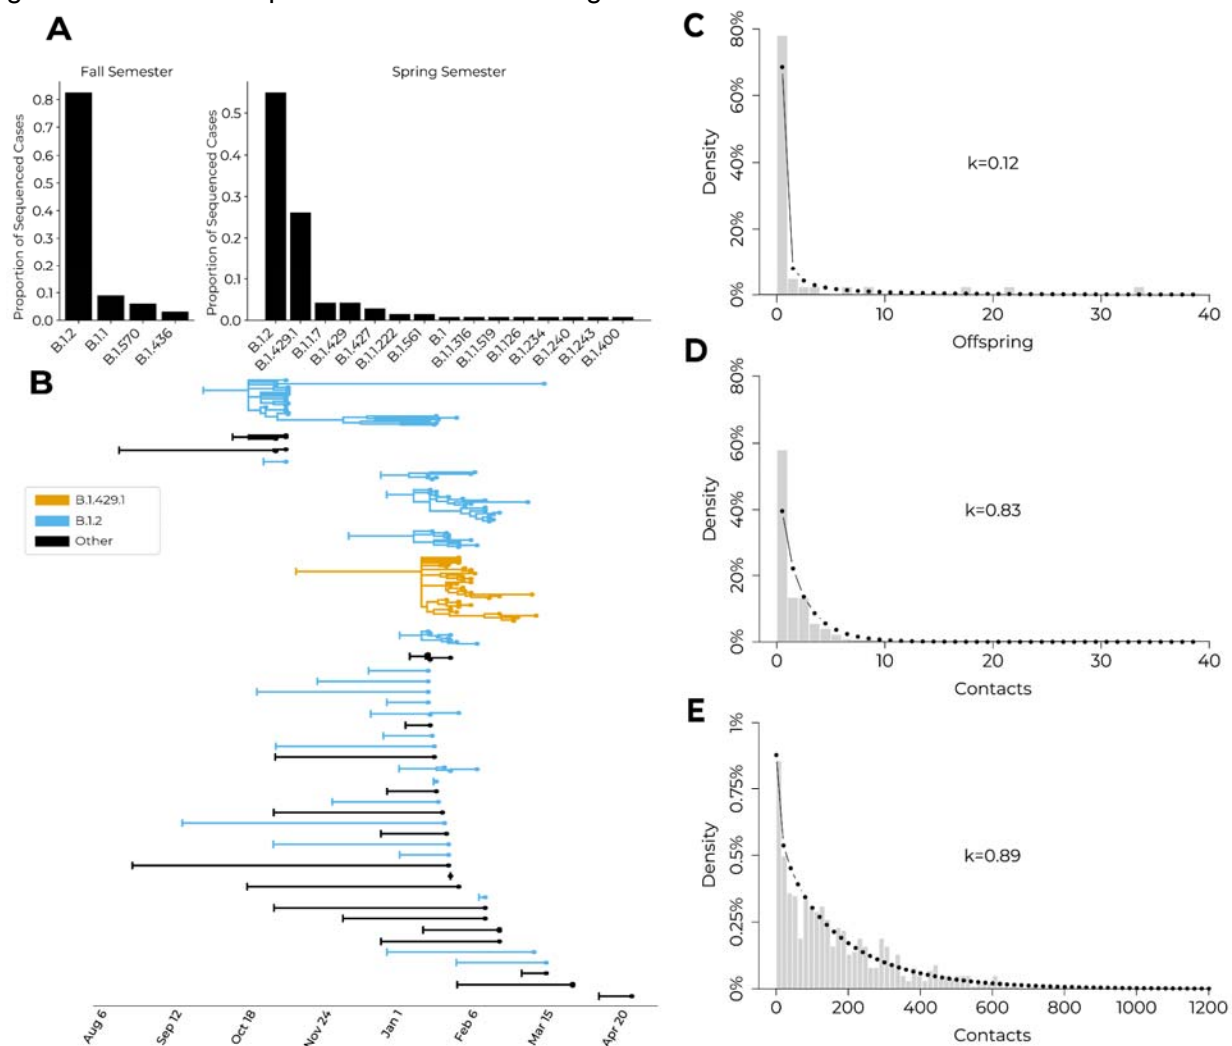 A
Fall Semester
Spring Semester
Proportion of Sequenced Cases
0.8
0.7
0.6
0.5
0.4
0.3
0.2
0.1
0.0
B.1.2
B.1.1
B.1.570
B.1.436
Proportion of Sequenced Cases
0.5
0.4
0.3
0.2
0.1
0.0
B.1.2
B.1.429.1
B.1.1.7
B.1.429
B.1.427
B.1.1.222
B.1.561
B.1
B.1.1.316
B.1.1.519
B.1.126
B.1.234
B.1.240
B.1.243
B.1.400
B
B.1.429.1
B.1.2
Other
Aug 6
Sep 12
Oct 18
Nov 24
Jan 1
Feb 6
Mar 15
Apr 20
C
Density
80%
60%
40%
20%
0%
k=0.12
0
10
20
30
40
Offspring
D
Density
80%
60%
40%
20%
0%
k=0.83
0
10
20
30
40
Contacts
E
Density
1%
0.75%
0.5%
0.25%
0%
k=0.89
0
200
400
600
800
1000
1200
Contacts